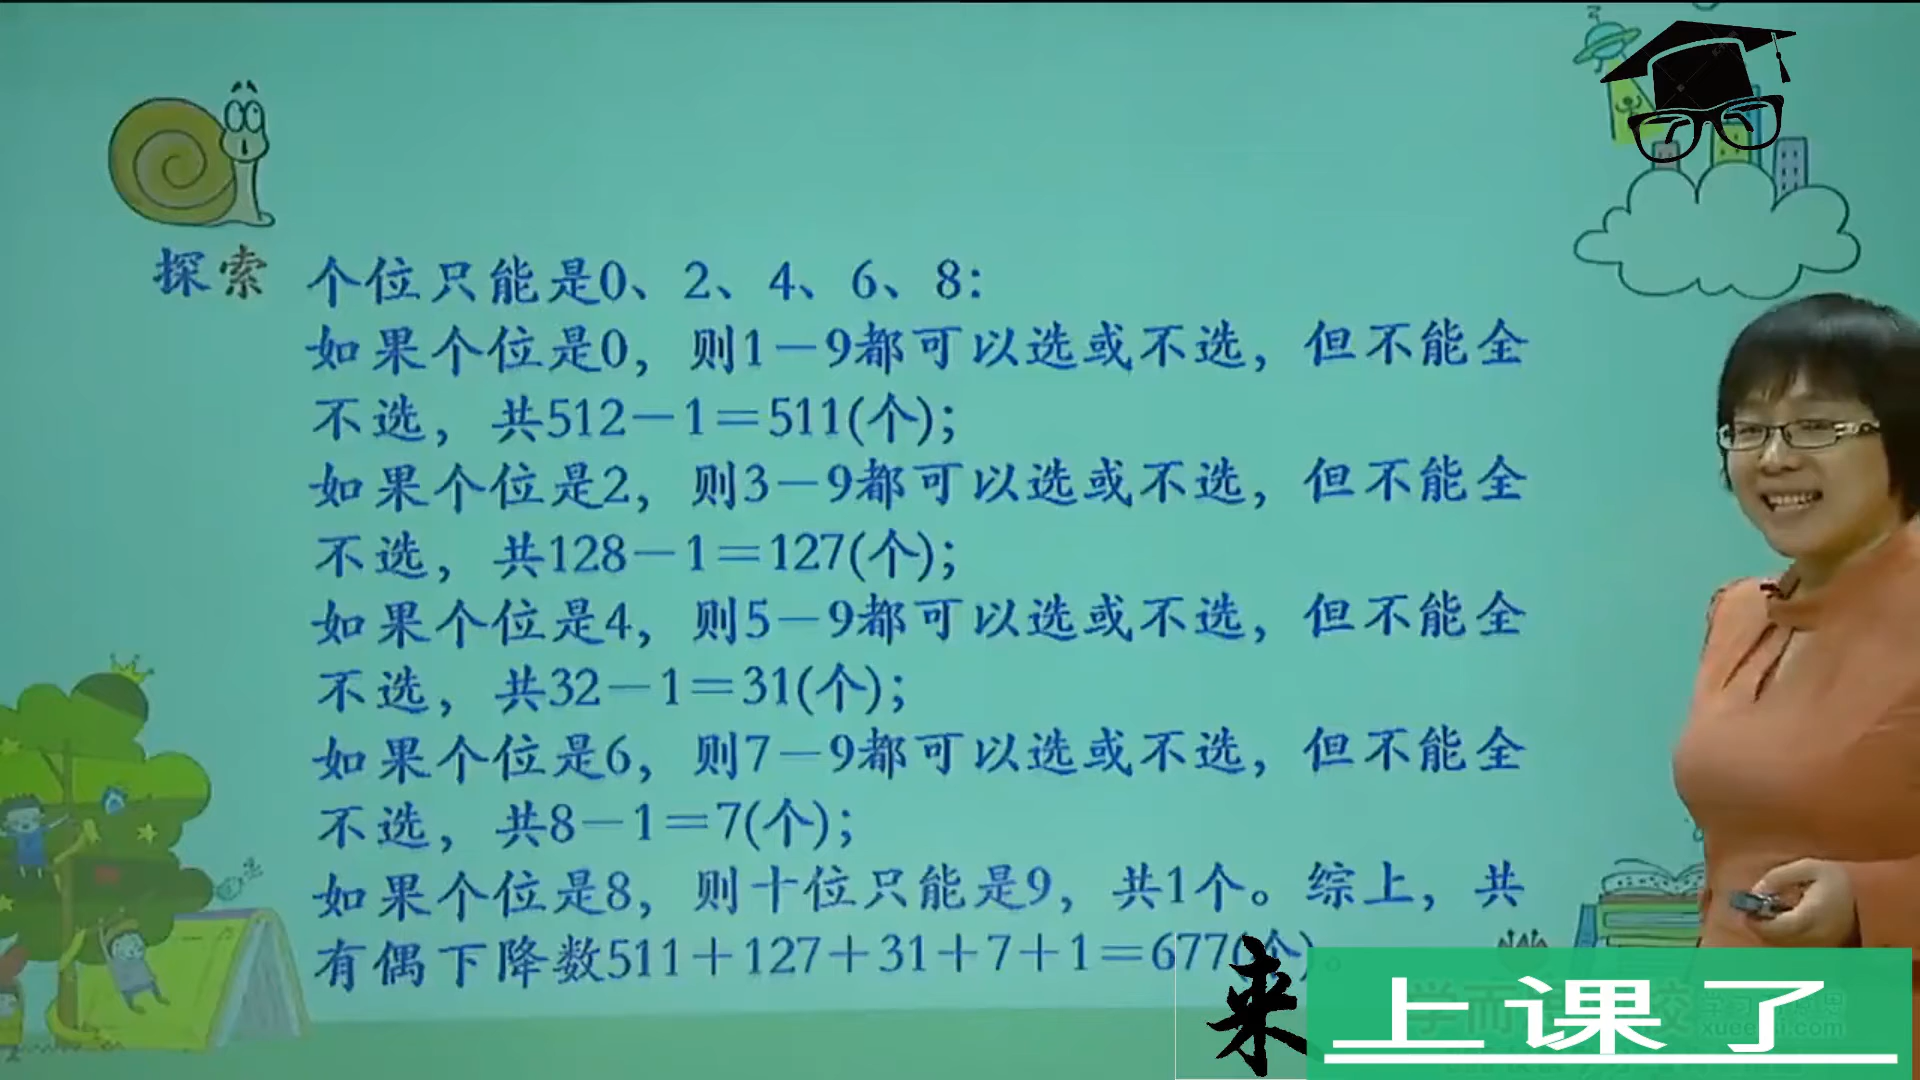 探索
个位只能是0、2、4、6、8：
如果个位是0，则1－9都可以选或不选，但不能全
不选，共512－1＝511(个)；
如果个位是2，则3－9都可以选或不选，但不能全
不选，共128－1＝127(个)；
如果个位是4，则5－9都可以选或不选，但不能全
不选，共32－1＝31(个)；
如果个位是6，则7－9都可以选或不选，但不能全
不选，共8－1＝7(个)；
如果个位是8，则十位只能是9，共1个。综上，共
有偶下降数511＋127＋31＋7＋1＝677(个)。
来上课了